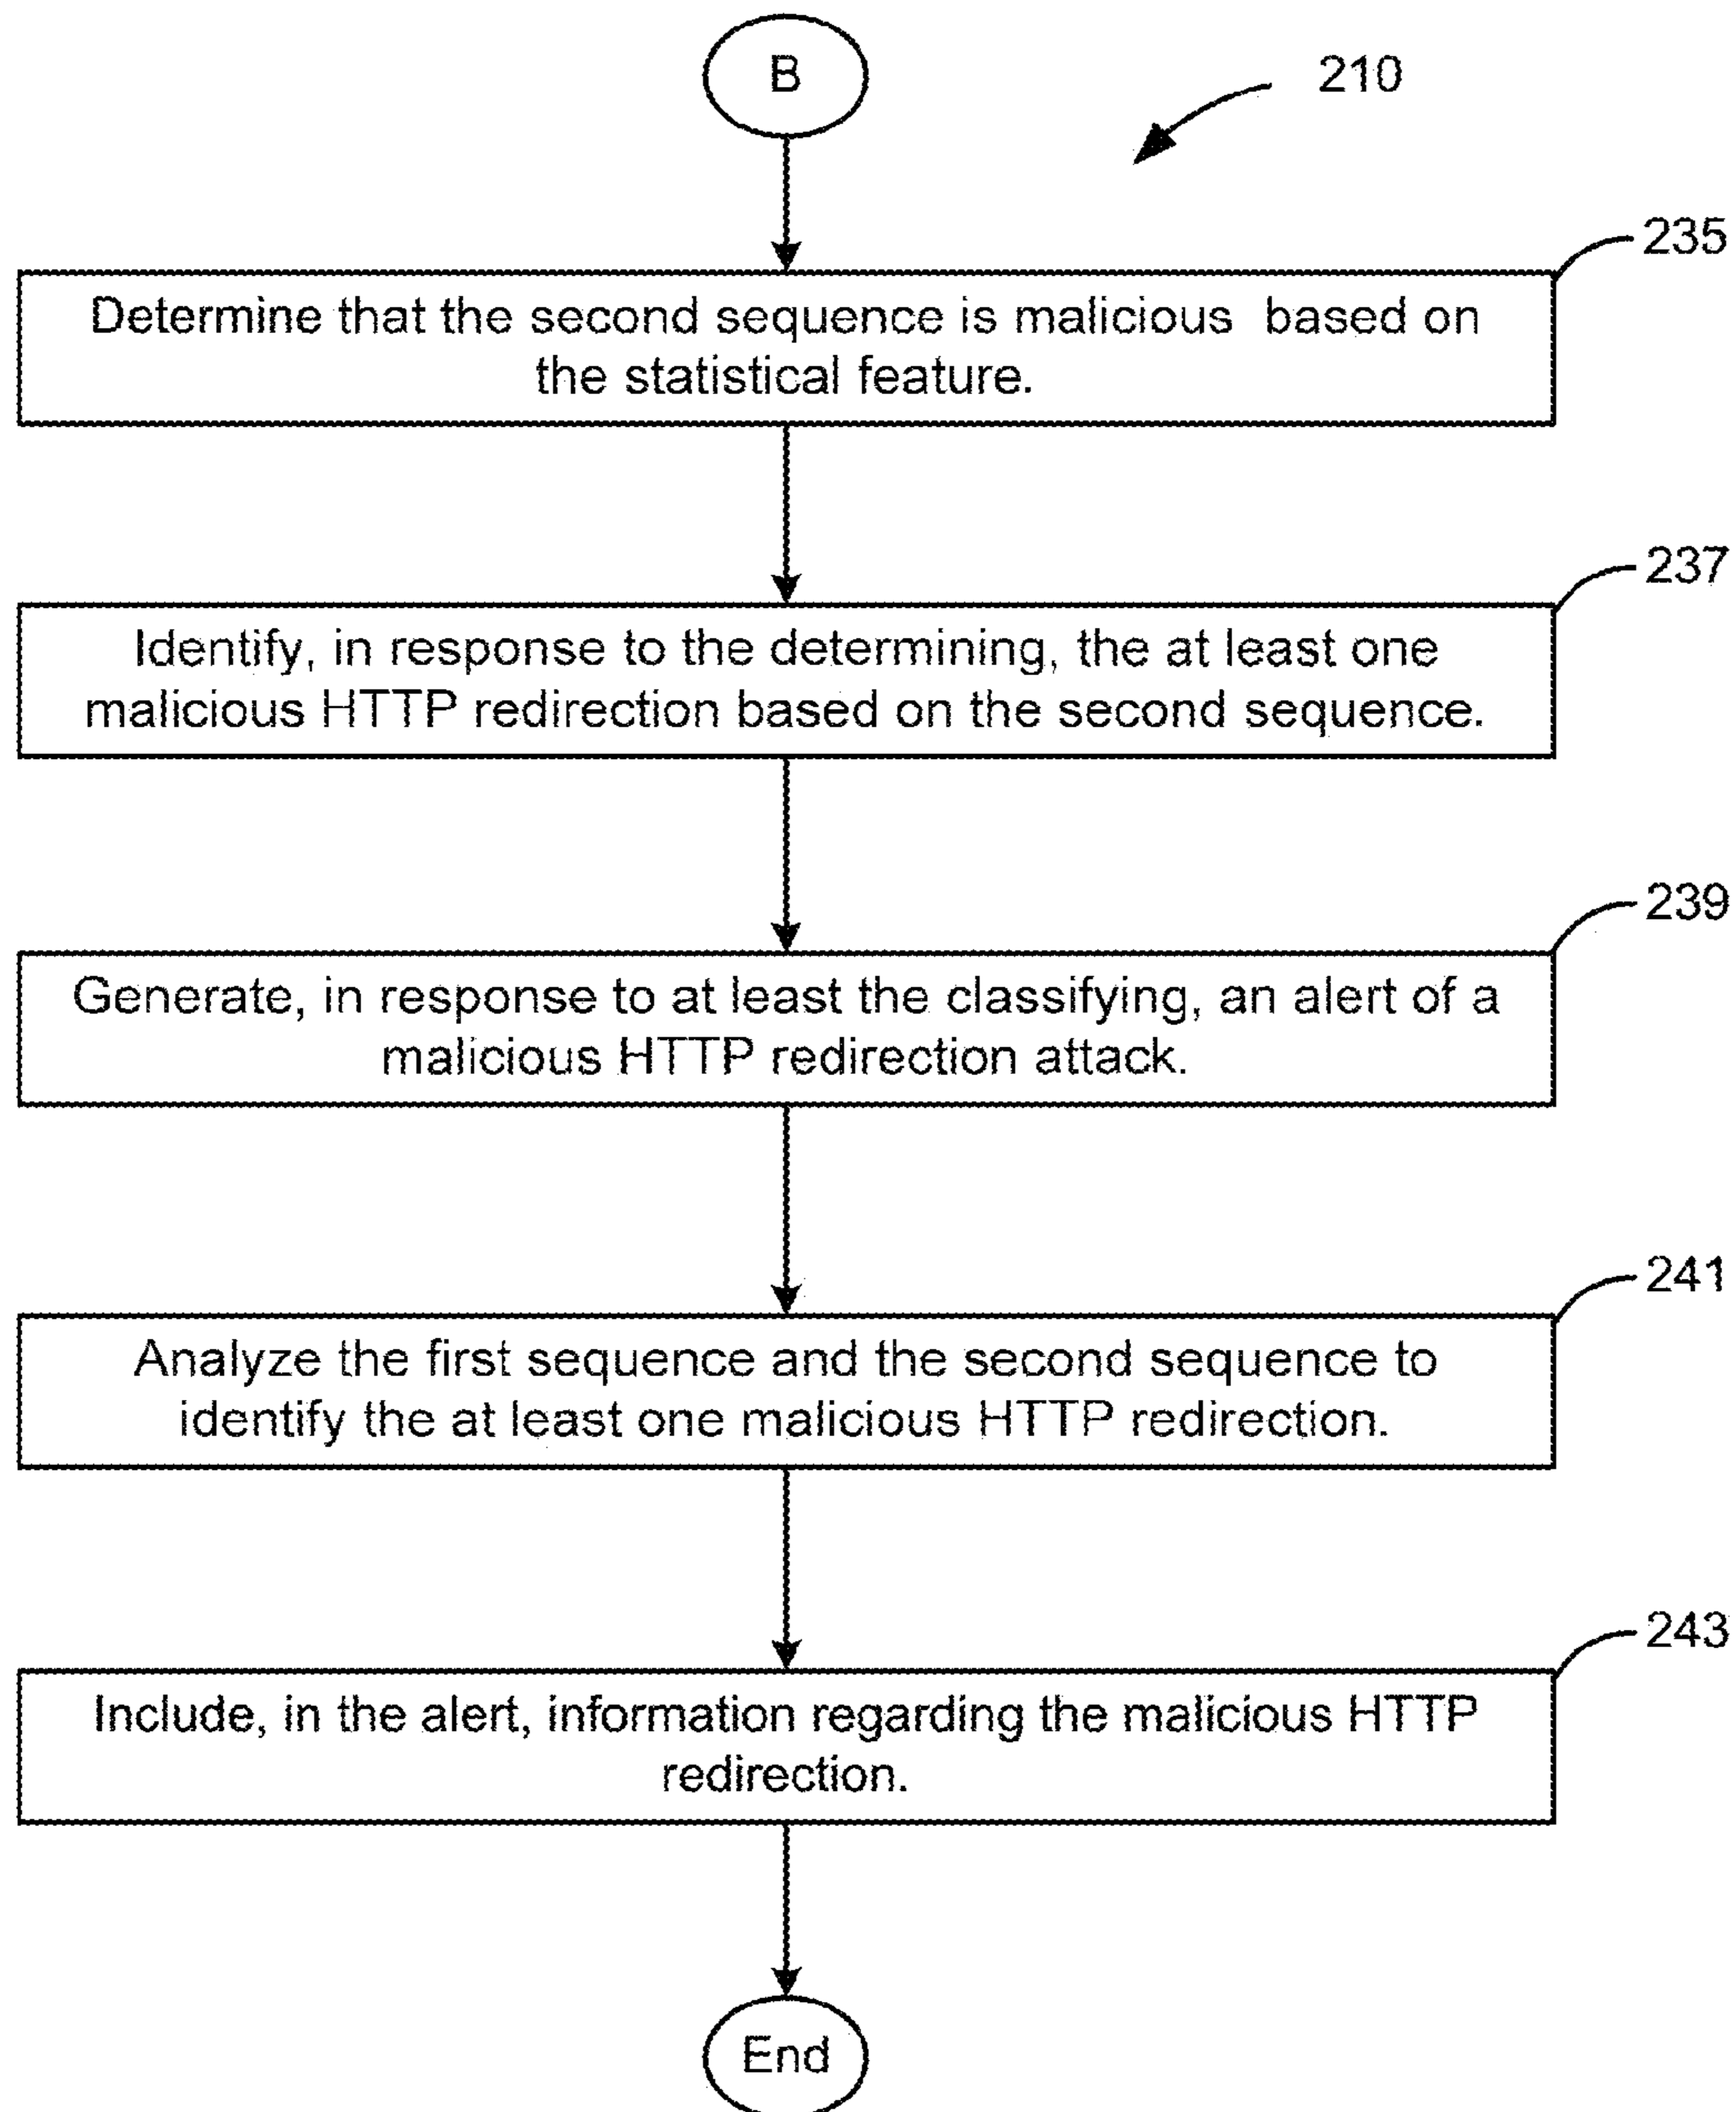 B
210
235
Determine that the second sequence is malicious based on
the statistical feature.
237
Identify, in response to the determining, the at least one
malicious HTTP redirection based on the second sequence.
239
Generate, in response to at least the classifying, an alert of a
malicious HTTP redirection attack.
241
Analyze the first sequence and the second sequence to
identify the at least one malicious HTTP redirection.
243
Include, in the alert, information regarding the malicious HTTP
redirection.
End